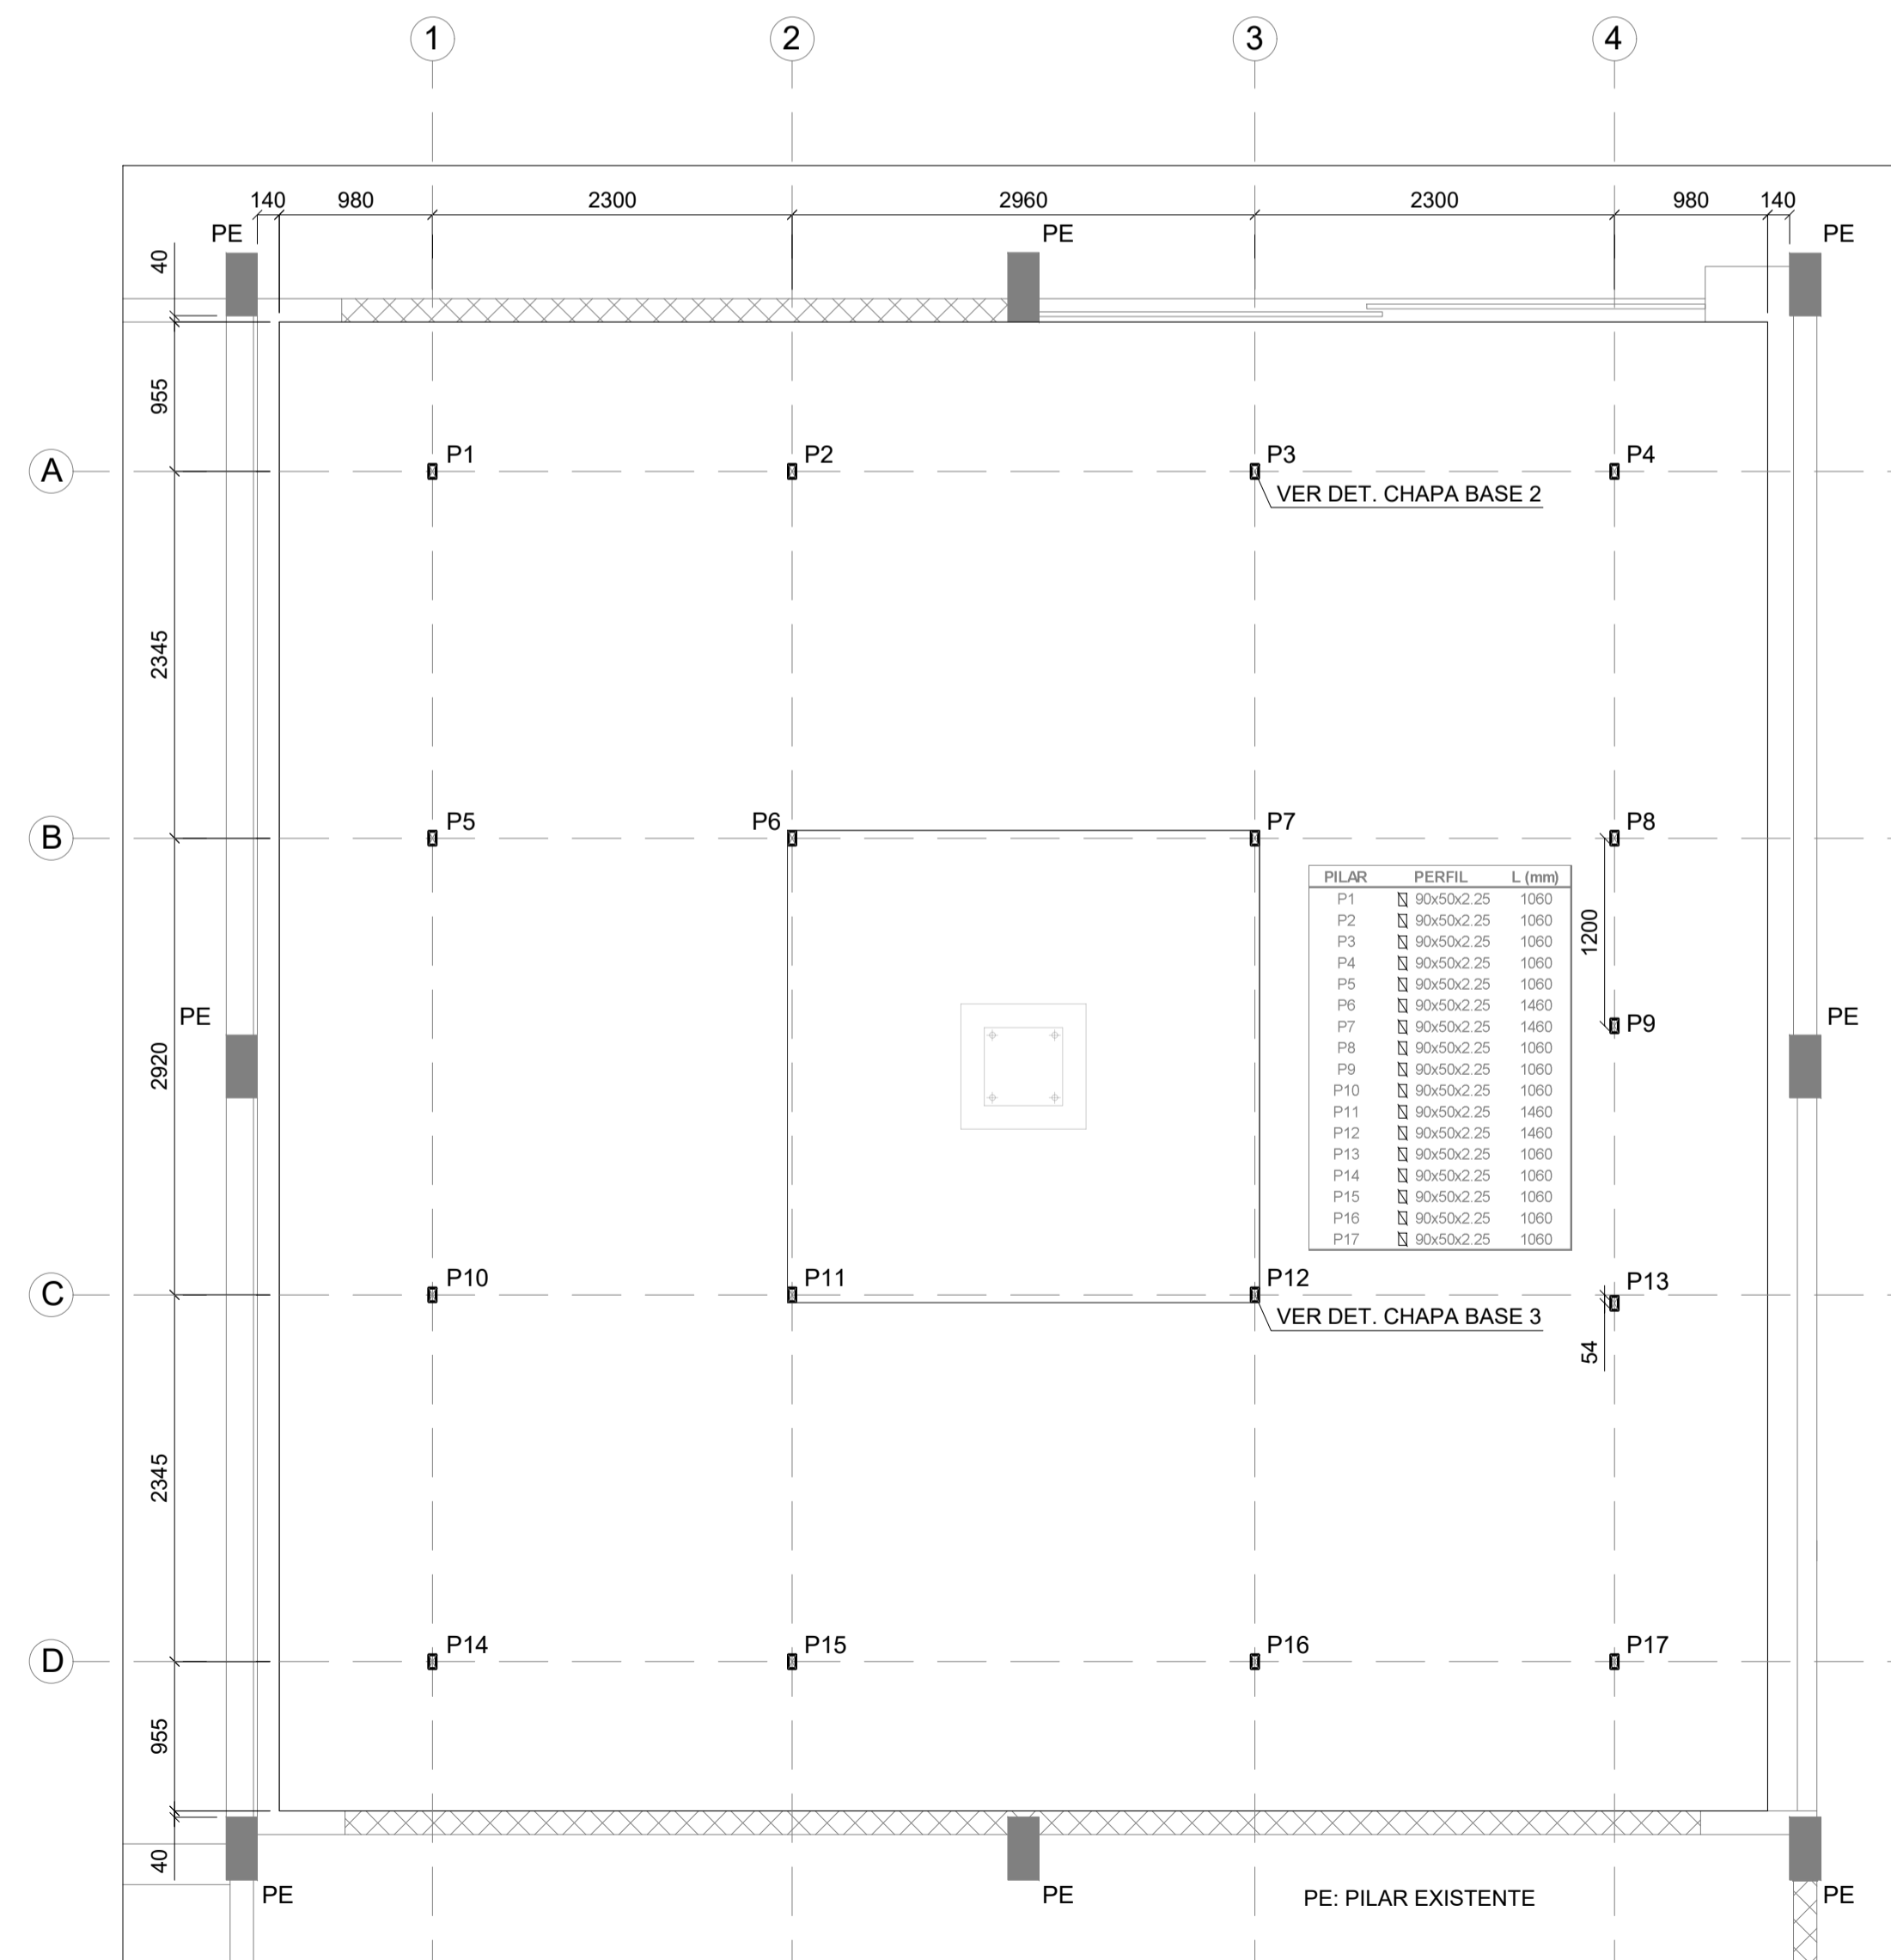 1 2 3 4
140 980 2300 2960 2300 980 140
PE PE PE
40
955
A P1 P2 P3 P4
VER DET. CHAPA BASE 2
2345
B P5 P6 P7 P8
PILAR PERFIL L (mm)
P1 90x50x2.25 1060
P2 90x50x2.25 1060
P3 90x50x2.25 1060
P4 90x50x2.25 1060
P5 90x50x2.25 1060
P6 90x50x2.25 1460
P7 90x50x2.25 1460
P8 90x50x2.25 1060
P9 90x50x2.25 1060
P10 90x50x2.25 1060
P11 90x50x2.25 1460
P12 90x50x2.25 1460
P13 90x50x2.25 1060
P14 90x50x2.25 1060
P15 90x50x2.25 1060
P16 90x50x2.25 1060
P17 90x50x2.25 1060
1200
PE P9 PE
2920
C P10 P11 P12 P13
VER DET. CHAPA BASE 3
54
2345
D P14 P15 P16 P17
955
40
PE PE PE: PILAR EXISTENTE PE